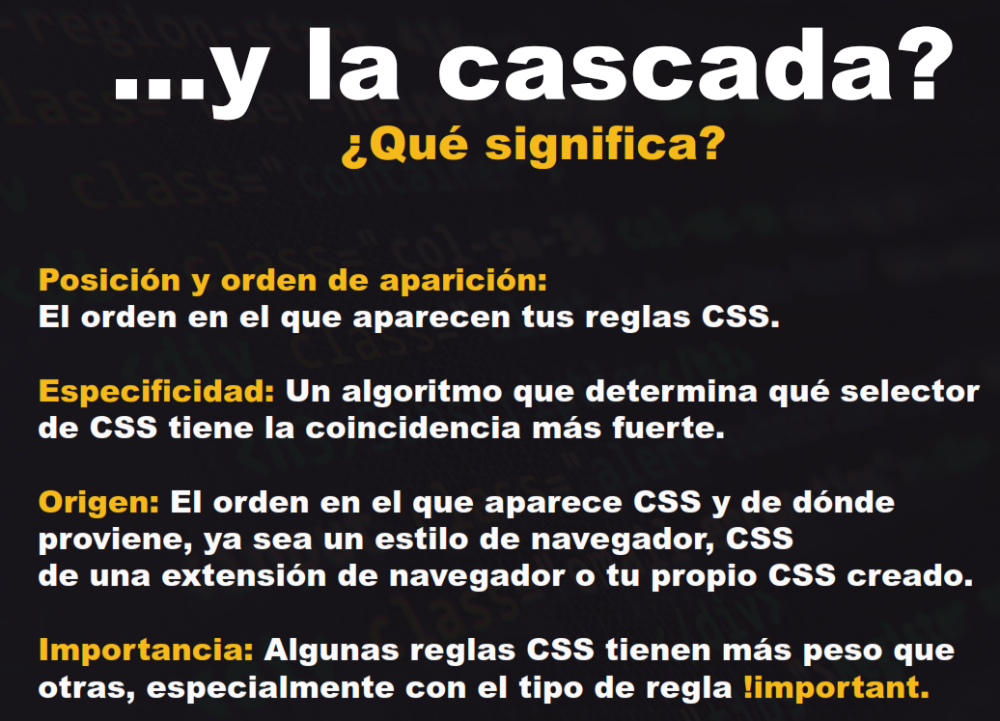 ...y la cascada?
¿Qué significa?
Posición y orden de aparición:
El orden en el que aparecen tus reglas CSS.
Especificidad: Un algoritmo que determina qué selector
de CSS tiene la coincidencia más fuerte.
Origen: El orden en el que aparece CSS y de dónde
proviene, ya sea un estilo de navegador, CSS
de una extensión de navegador o tu propio CSS creado.
Importancia: Algunas reglas CSS tienen más peso que
otras, especialmente con el tipo de regla !important.